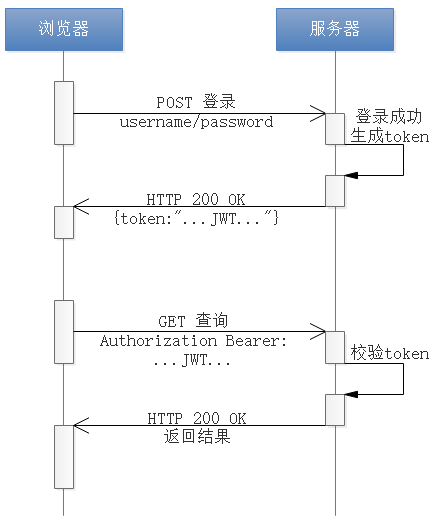 浏览器
服务器
POST 登录
username/password
登录成功
生成token
HTTP 200 OK
{token:"...JWT..."}
GET 查询
Authorization Bearer:
...JWT...
校验token
HTTP 200 OK
返回结果